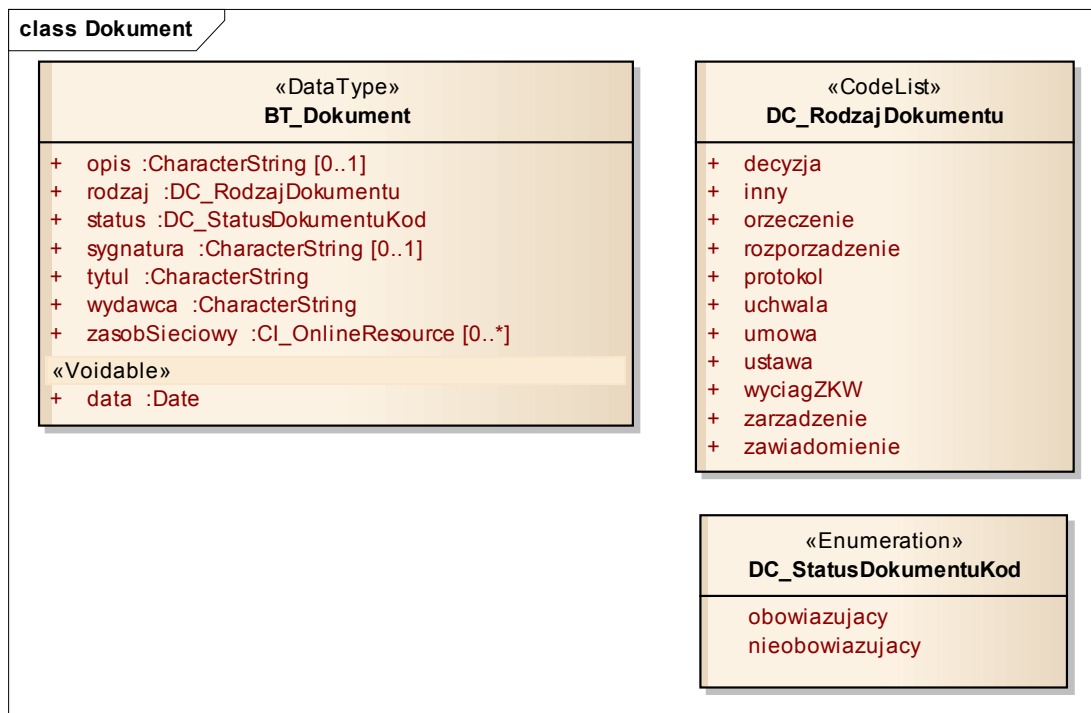 class Dokument
«DataType»
BT_Dokument
+ opis :CharacterString [0..1]
+ rodzaj :DC_RodzajDokumentu
+ status :DC_StatusDokumentuKod
+ sygnatura :CharacterString [0..1]
+ tytul :CharacterString
+ wydawca :CharacterString
+ zasobSieciowy :CI_OnlineResource [0..*]
«Voidable»
+ data :Date
«CodeList»
DC_RodzajDokumentu
+ decyzja
+ inny
+ orzeczenie
+ rozporzadzenie
+ protokol
+ uchwala
+ umowa
+ ustawa
+ wyciagZKW
+ zarzadzenie
+ zawiadomienie
«Enumeration»
DC_StatusDokumentuKod
obowiazujacy
nieobowiazujacy